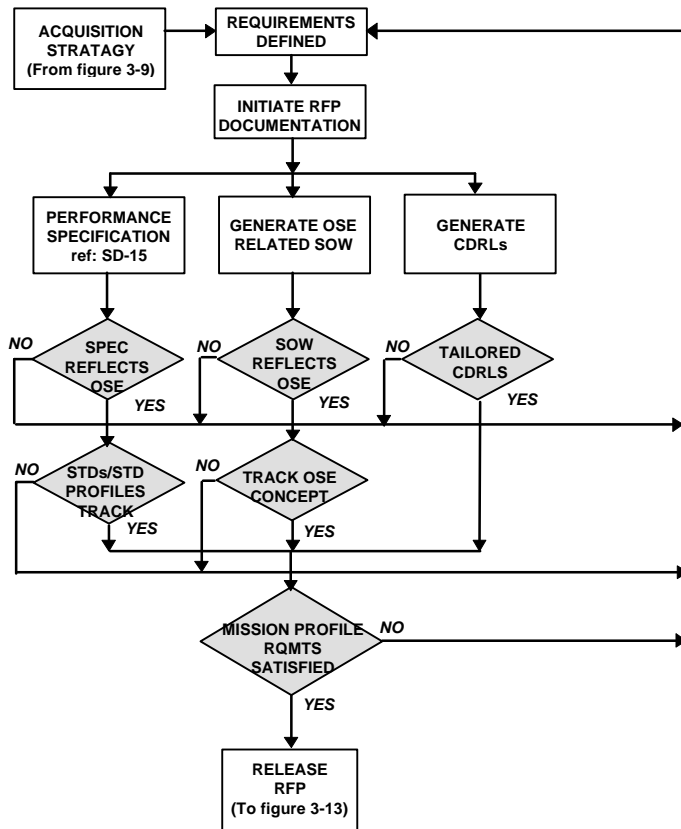 ACQUISITION
STRATAGY
(From figure 3-9)
REQUIREMENTS
DEFINED
INITIATE RFP
DOCUMENTATION
PERFORMANCE
SPECIFICATION
ref: SD-15
GENERATE OSE
RELATED SOW
GENERATE
CDRLs
NO
SPEC
REFLECTS
OSE
YES
NO
SOW
REFLECTS
OSE
YES
NO
TAILORED
CDRLS
YES
NO
STDs/STD
PROFILES
TRACK
YES
NO
TRACK OSE
CONCEPT
YES
MISSION PROFILE
RQMTS
SATISFIED
NO
YES
RELEASE
RFP
(To figure 3-13)